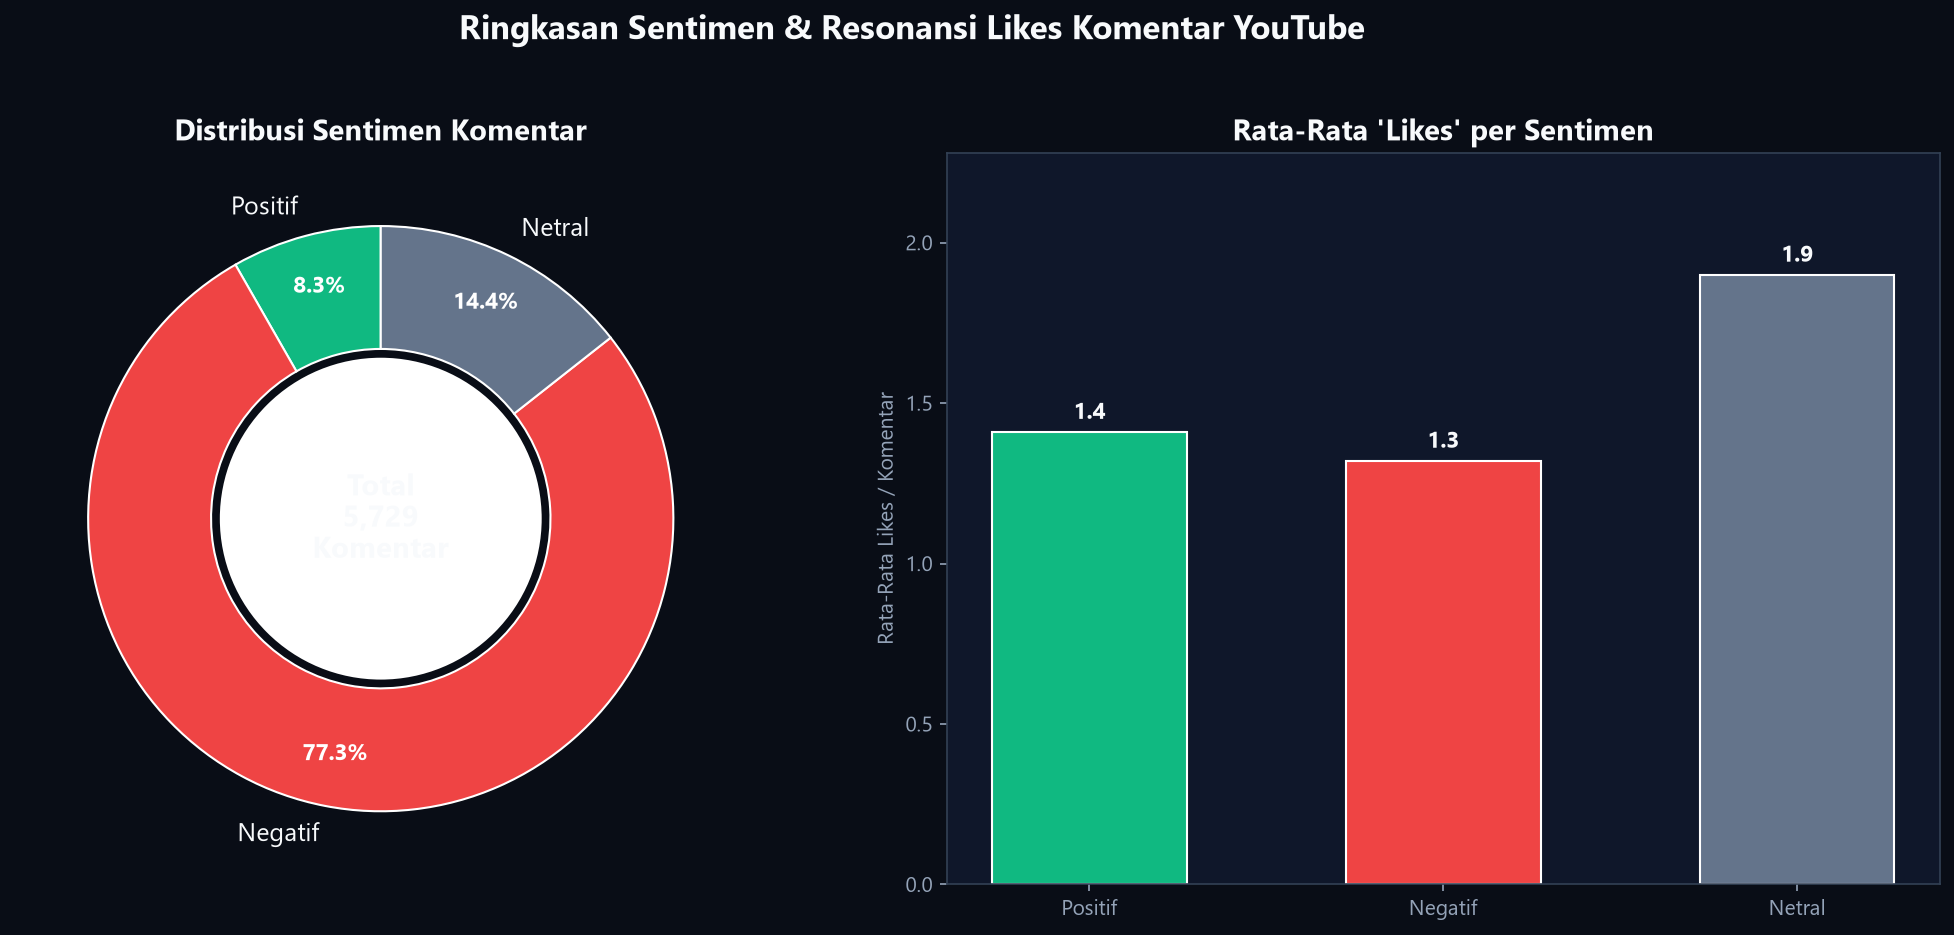 Ringkasan Sentimen & Resonansi Likes Komentar YouTube
Distribusi Sentimen Komentar
Positif
Netral
8.3%
14.4%
Total
5,729
Komentar
77.3%
Negatif
Rata-Rata 'Likes' per Sentimen
Rata-Rata Likes / Komentar
2.0
1.5
1.0
0.5
0.0
1.4
1.3
1.9
Positif
Negatif
Netral